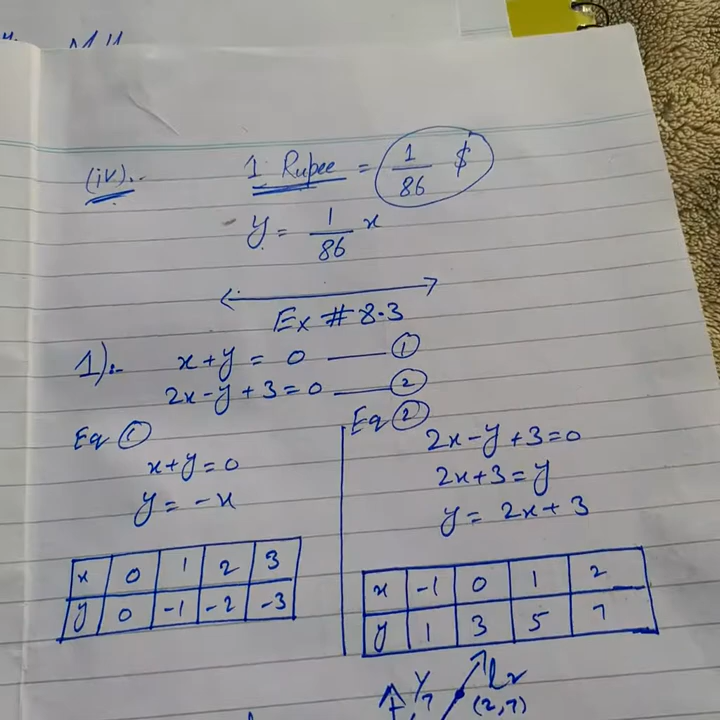 (iv).. 1 Rupee = 1/86 $
y = 1/86 x
Ex # 8.3
1).. x + y = 0 —— ①
2x - y + 3 = 0 —— ②
Eq ①
x + y = 0
y = -x
x 0 1 2 3
y 0 -1 -2 -3
Eq ②
2x - y + 3 = 0
2x + 3 = y
y = 2x + 3
x -1 0 1 2
y 1 3 5 7
(2,7)